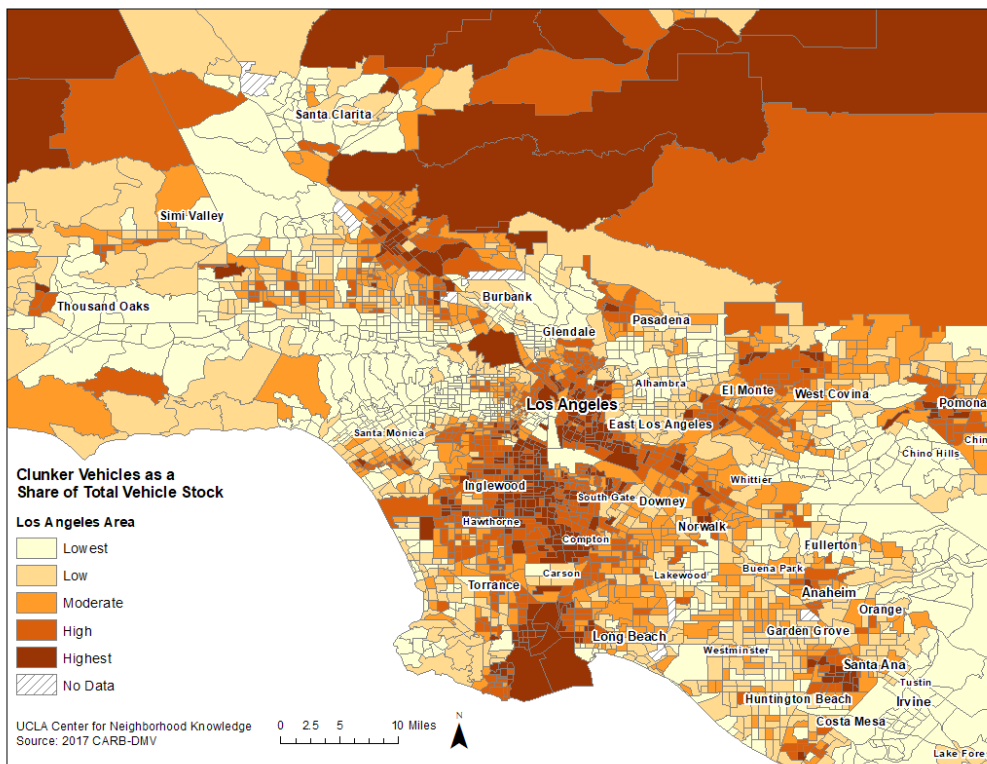 Santa Clarita
Simi Valley
Thousand Oaks
Burbank
Glendale
Pasadena
Alhambra
El Monte
West Covina
Pomona
Los Angeles
East Los Angeles
Chin
Santa Monica
Chino Hills
Clunker Vehicles as a
Share of Total Vehicle Stock
Los Angeles Area
Lowest
Low
Moderate
High
Highest
No Data
Inglewood
South Gate
Downey
Whittier
Hawthorne
Norwalk
Compton
Fullerton
Carson
Lakewood
Buena Park
Torrance
Anaheim
Orange
Long Beach
Garden Grove
Westminster
Santa Ana
Tustin
Huntington Beach
Irvine
Costa Mesa
Lake Fores
UCLA Center for Neighborhood Knowledge
Source: 2017 CARB-DMV
0 2.5 5 10 Miles
N